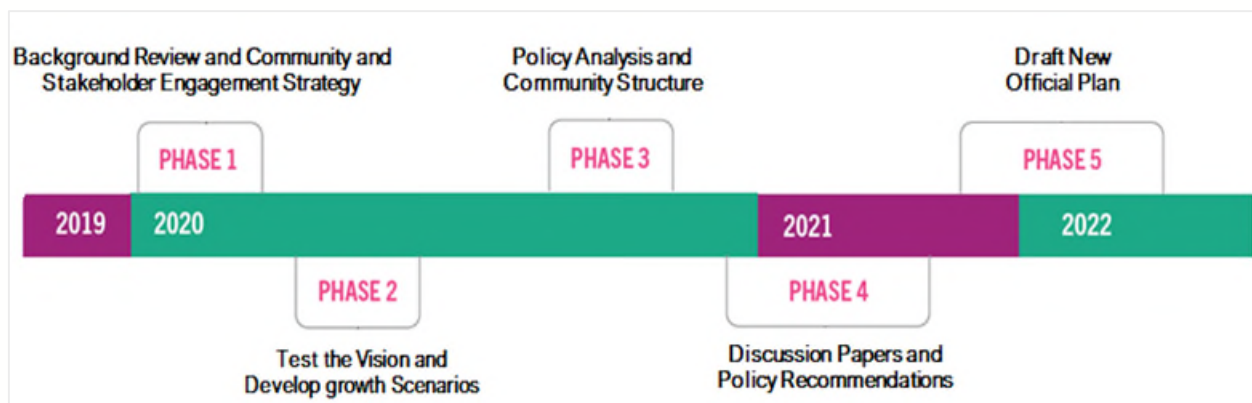 Background Review and Community and
Stakeholder Engagement Strategy
Policy Analysis and
Community Structure
Draft New
Official Plan
PHASE 1
PHASE 3
PHASE 5
2019
2020
2021
2022
PHASE 2
PHASE 4
Test the Vision and
Develop growth Scenarios
Discussion Papers and
Policy Recommendations